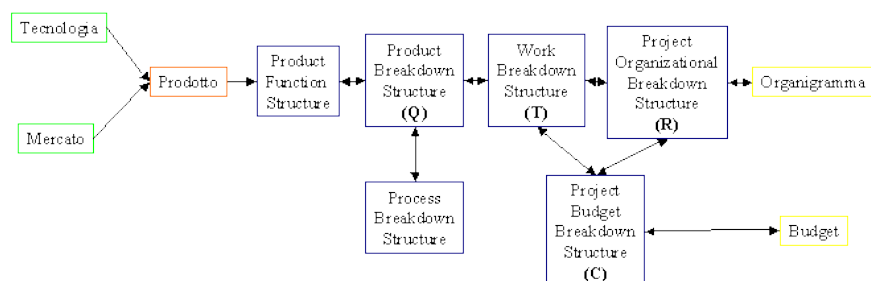 Tecnologia
Mercato
Prodotto
Product
Function
Structure
Product
Breakdown
Structure
(Q)
Process
Breakdown
Structure
Work
Breakdown
Structure
(T)
Project
Organizational
Breakdown
Structure
(R)
Project
Budget
Breakdown
Structure
(C)
Organigramma
Budget